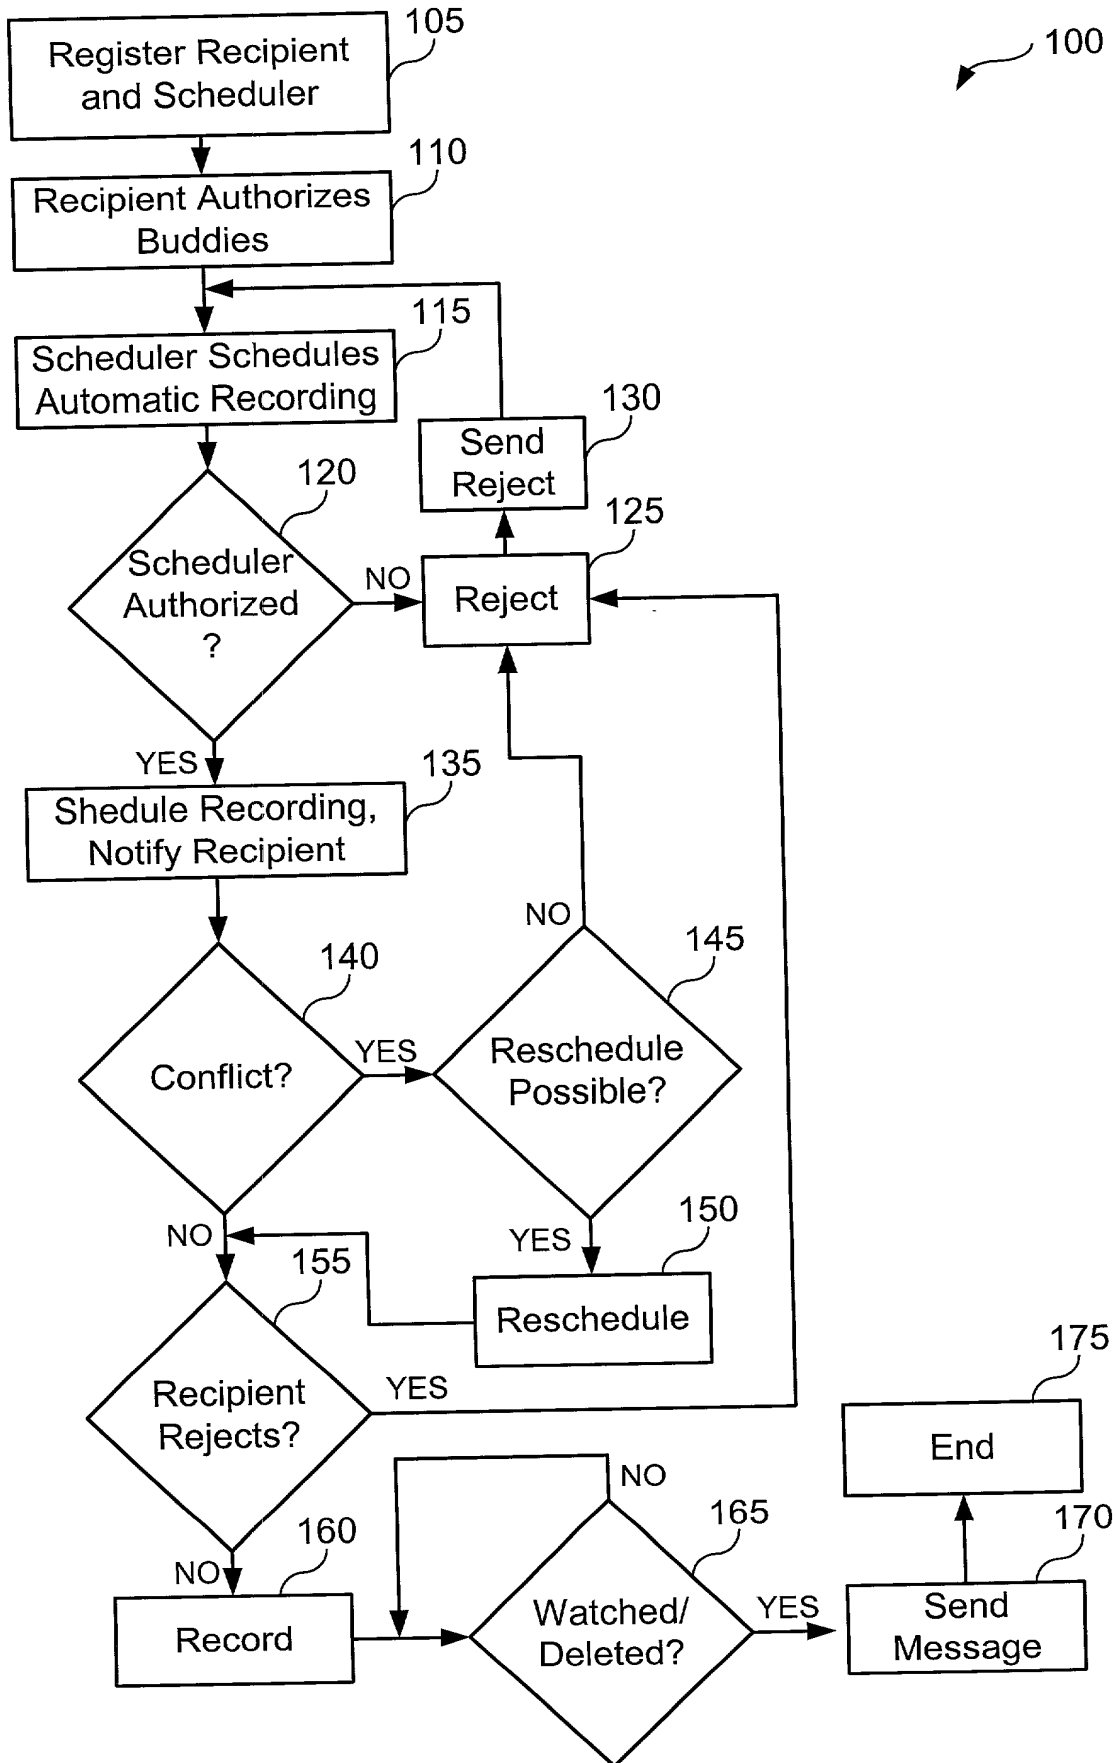 105
Register Recipient
and Scheduler
100
110
Recipient Authorizes
Buddies
115
Scheduler Schedules
Automatic Recording
130
Send
Reject
120
125
Scheduler
Authorized
?
NO
Reject
YES
135
Shedule Recording,
Notify Recipient
NO
145
140
Conflict?
YES
Reschedule
Possible?
NO
YES
150
155
Reschedule
Recipient
Rejects?
YES
175
End
NO
160
NO
165
170
Record
Watched/
Deleted?
YES
Send
Message